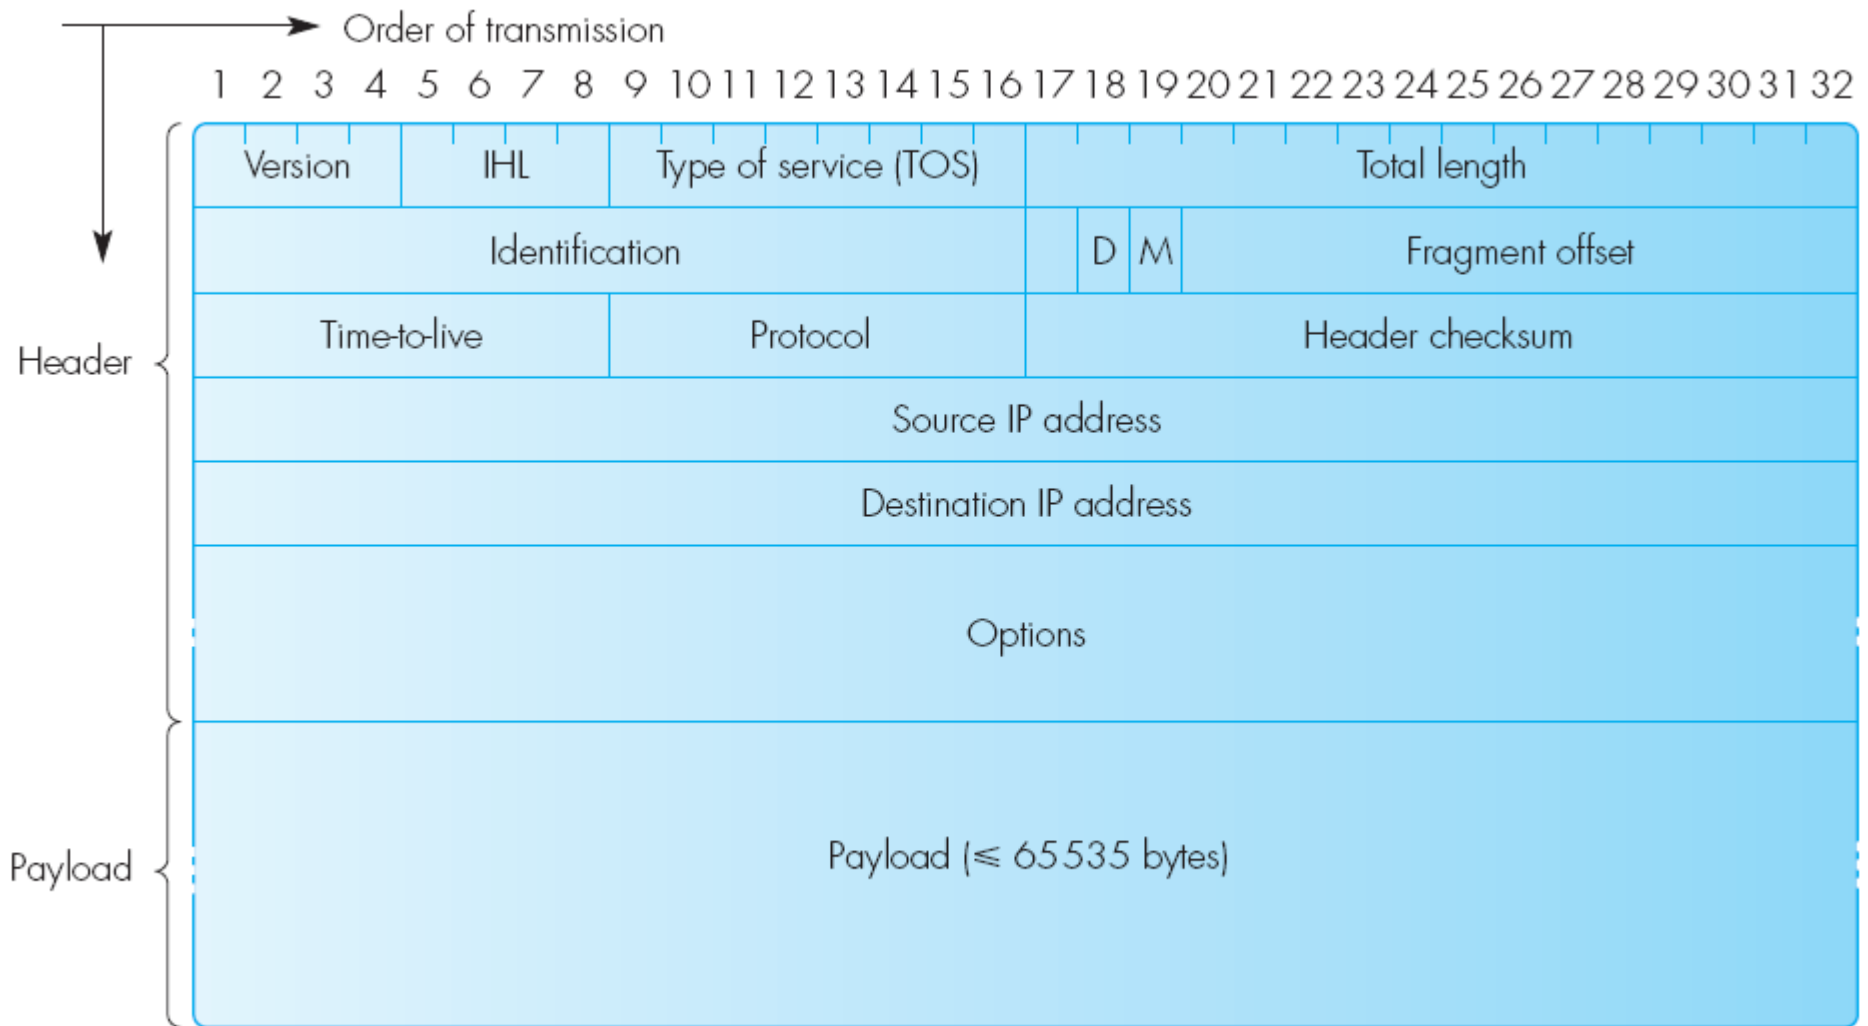 Order of transmission
1 2 3 4 5 6 7 8 9 10 11 12 13 14 15 16 17 18 19 20 21 22 23 24 25 26 27 28 29 30 31 32
Version IHL Type of service (TOS) Total length
Identification D M Fragment offset
Time-to-live Protocol Header checksum
Header
Source IP address
Destination IP address
Options
Payload (⩽ 65535 bytes)
Payload